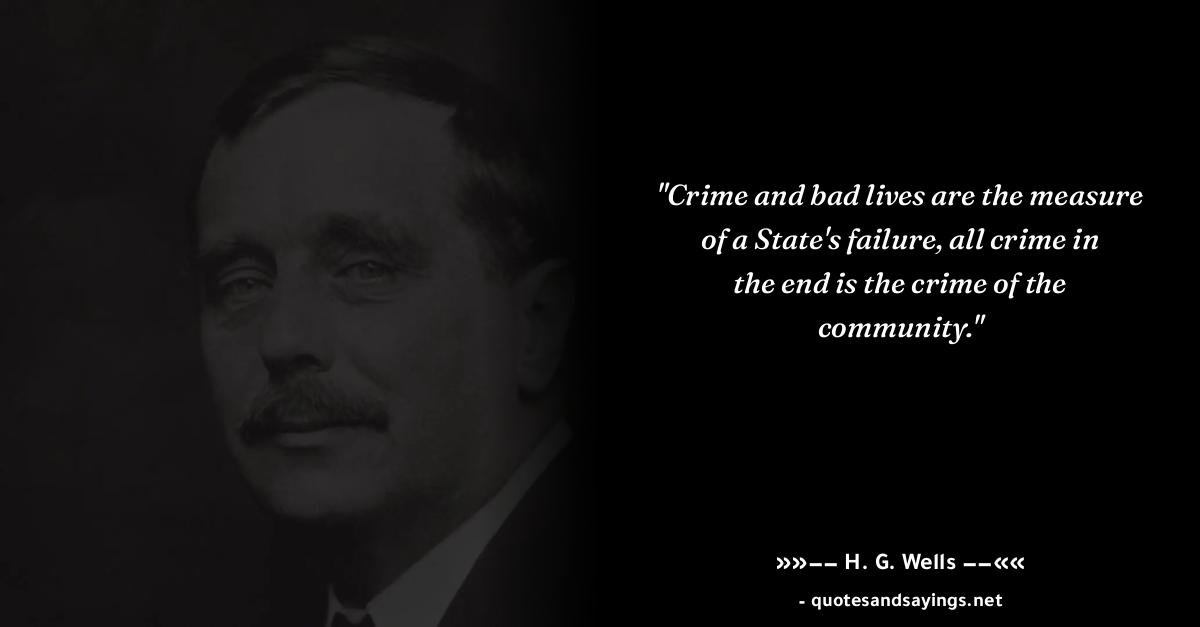 "Crime and bad lives are the measure
of a State's failure, all crime in
the end is the crime of the
community."
»»−− H. G. Wells −−««
- quotesandsayings.net